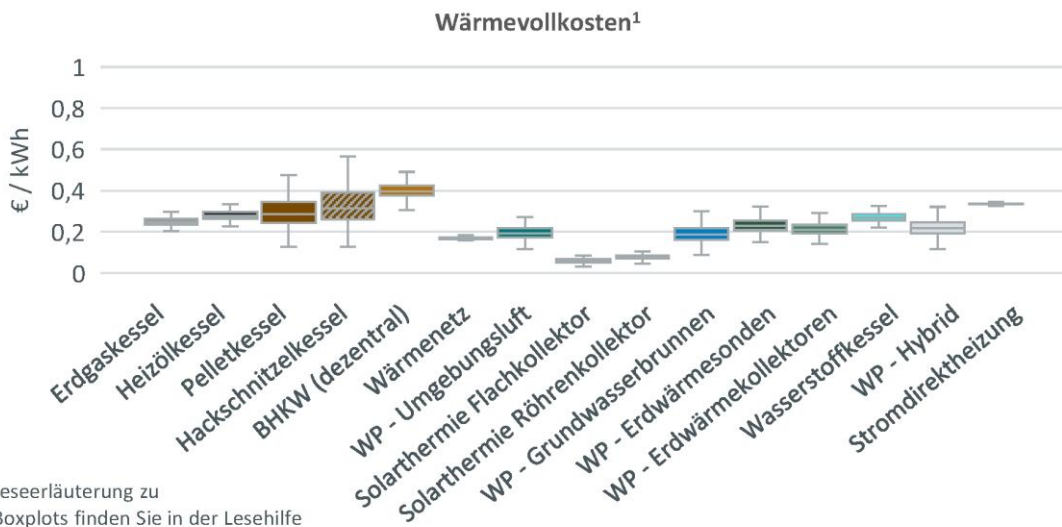 Wärmevollkosten¹
€ / kWh
1
0,8
0,6
0,4
0,2
0
Erdgaskessel
Heizölkessel
Pelletkessel
Hackschnitzelkessel
BHKW (dezentral)
Wärmenetz
WP - Umgebungsluft
Solarthermie Flachkollektor
Solarthermie Röhrenkollektor
WP - Grundwasserbrunnen
WP - Erdwärmesonden
WP - Erdwärmekollektoren
Wasserstoffkessel
WP - Hybrid
Stromdirektheizung
eseerläuterung zu
Boxplots finden Sie in der Lesehilfe